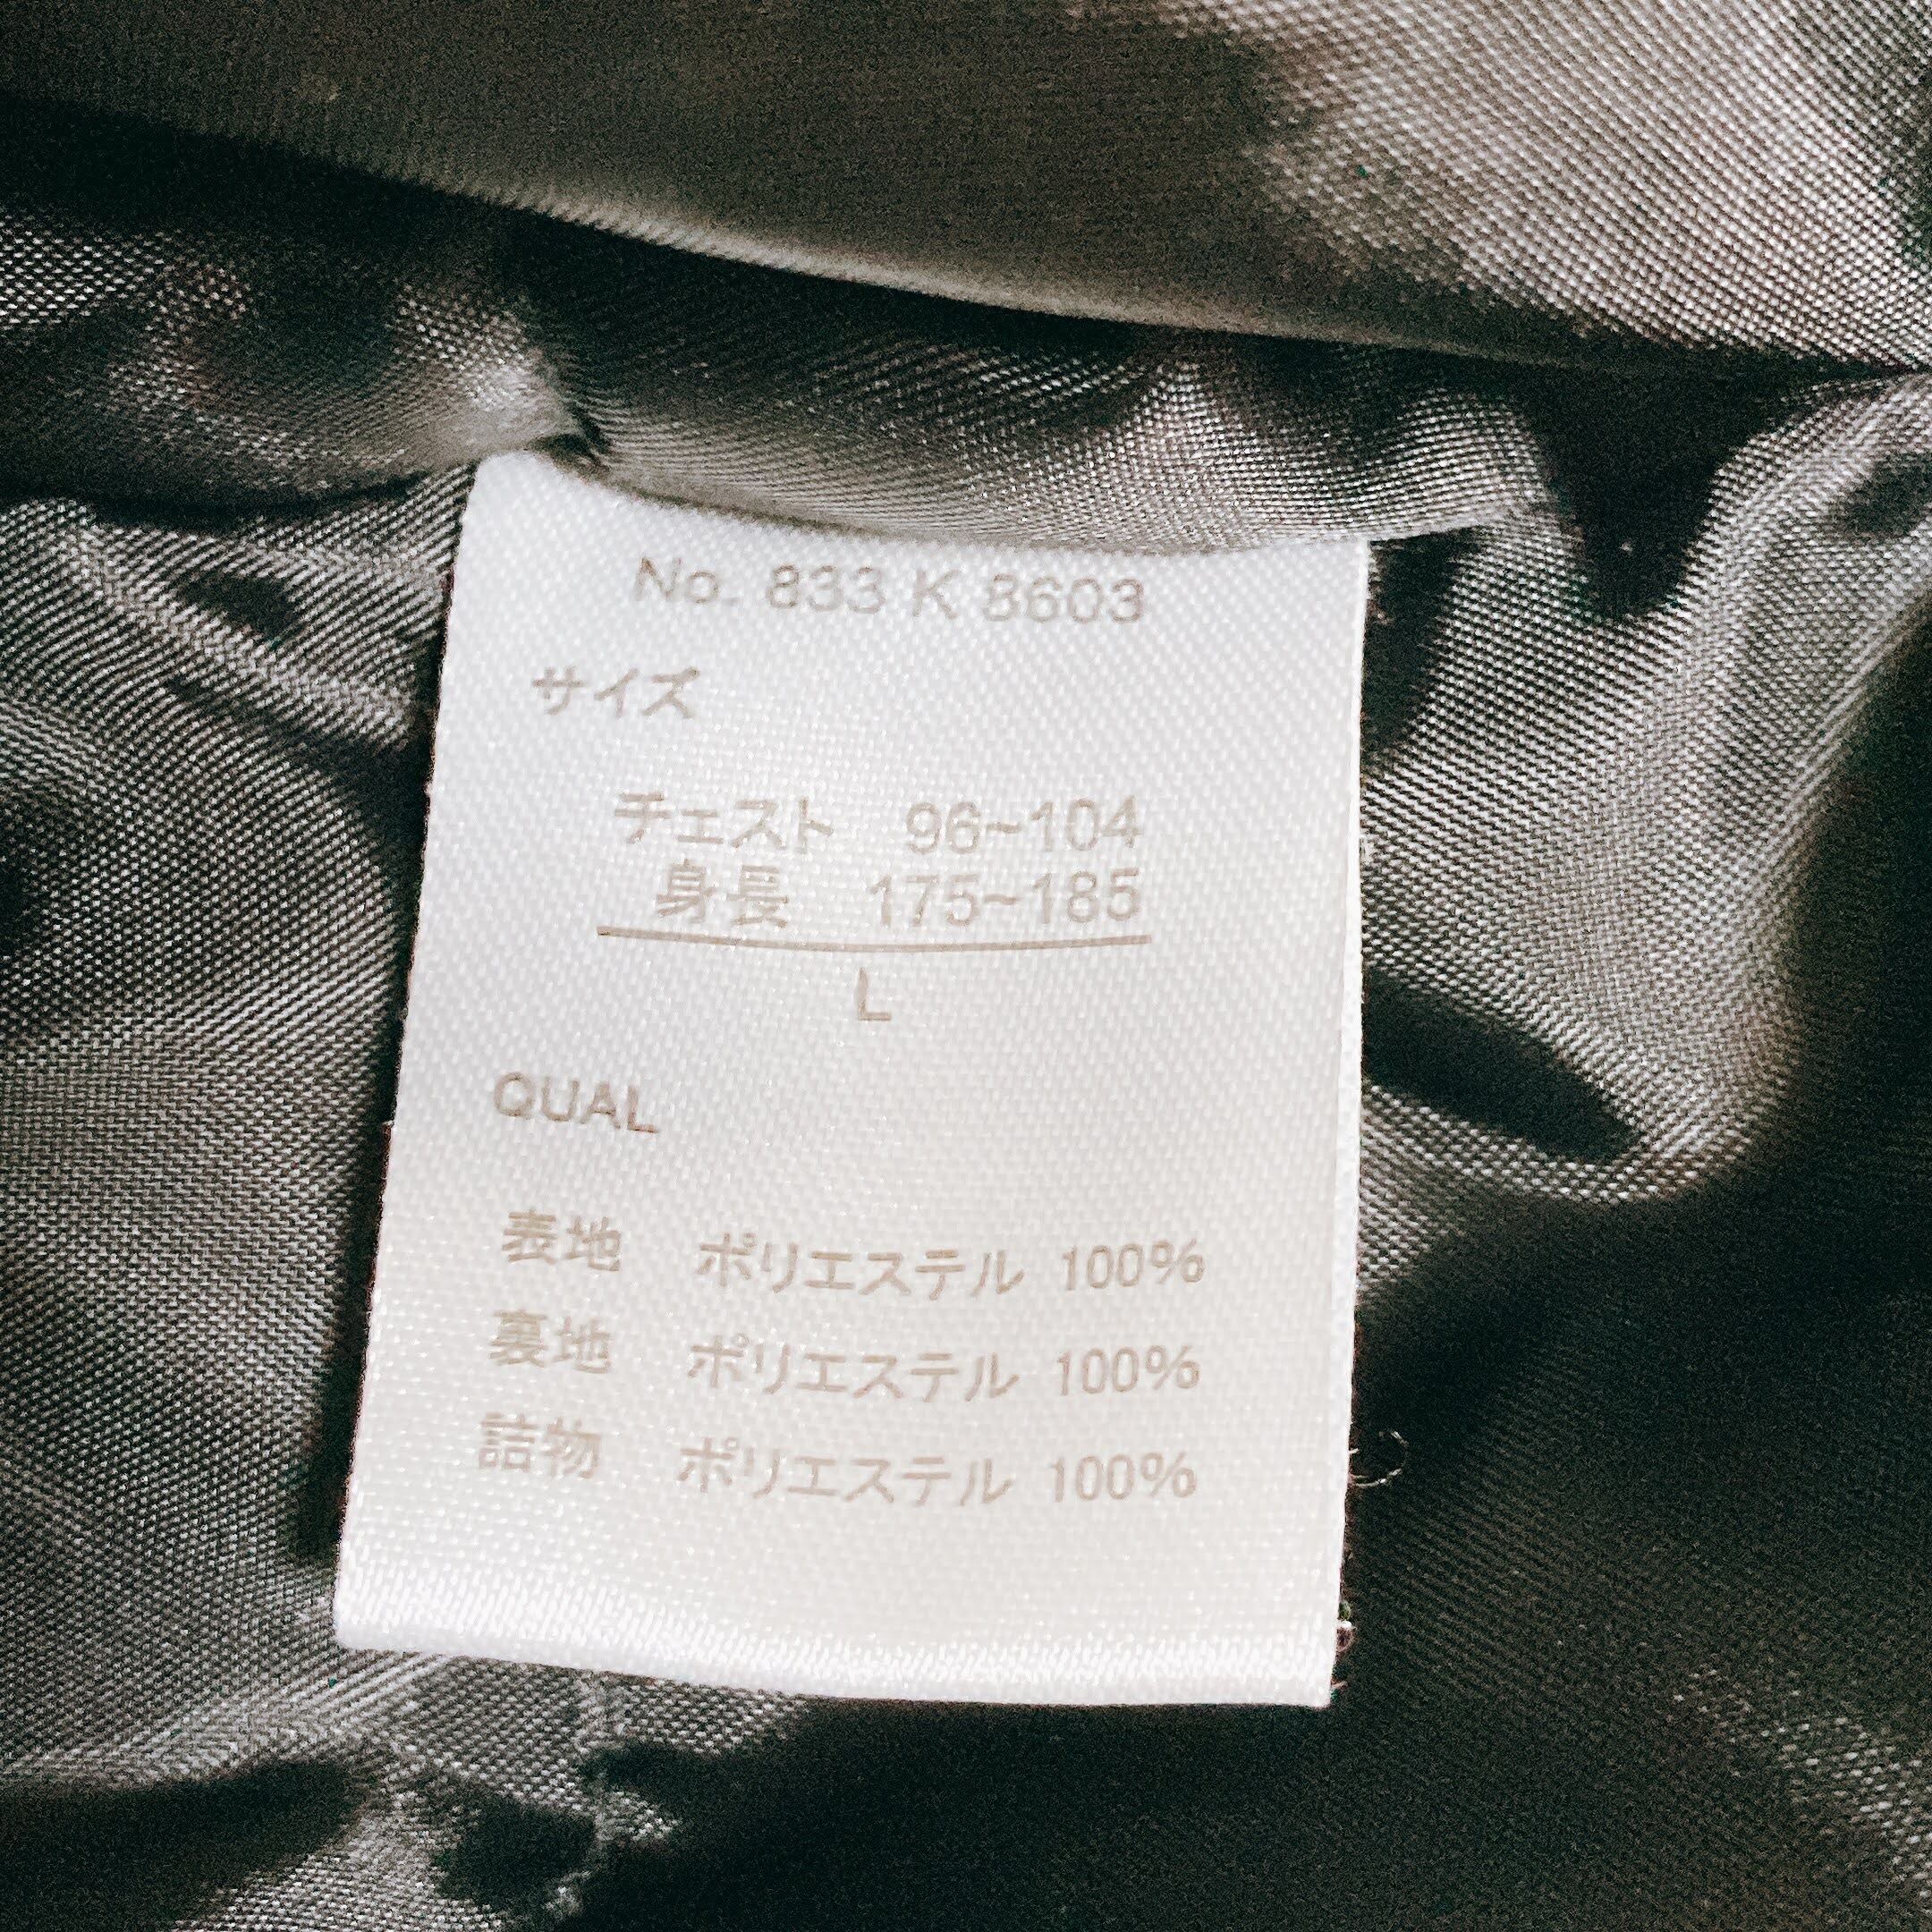 No. 833 K 8603
サイズ
チェスト 96~104
身長 175~185
L
QUAL
表地 ポリエステル 100%
裏地 ポリエステル 100%
詰物 ポリエステル 100%